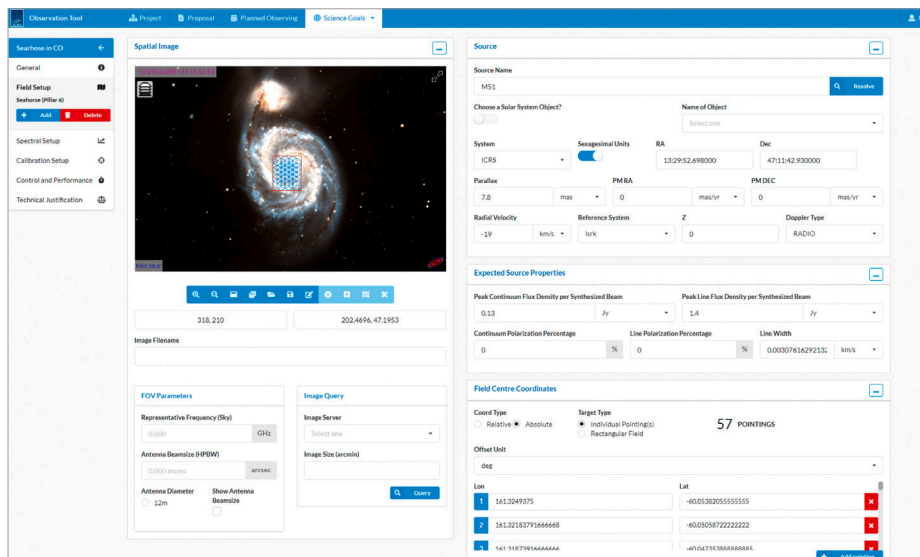 Observation Tool
Project
Proposal
Planned Observing
Science Goals
Searhose in CO
General
Field Setup
Seahorse (Pillar 6)
Add
Delete
Spectral Setup
Calibration Setup
Control and Performance
Technical Justification
Spatial Image
318, 210
202.4696, 47.1953
Image Filename
FOV Parameters
Representative Frequency (Sky)
0.000 GHz
Antenna Beamsize (HPBW)
0.000 arcsec arcsec
Antenna Diameter
12m
Show Antenna
Beamsize
Image Query
Image Server
Select one
Image Size (arcmin)
Query
Source
Source Name
M51
Resolve
Choose a Solar System Object?
Name of Object
Select one
System Sexagesimal Units RA Dec
ICRS 13:29:52.698000 47:11:42.930000
Parallax PM RA PM DEC
7.8 mas 0 mas/yr 0 mas/yr
Radial Velocity Reference System Z Doppler Type
-19 km/s lsrk 0 RADIO
Expected Source Properties
Peak Continuum Flux Density per Synthesized Beam Peak Line Flux Density per Synthesized Beam
0.13 Jy 1.4 Jy
Continuum Polarization Percentage Line Polarization Percentage Line Width
0 % 0 % 0.0030761629213 km/s
Field Centre Coordinates
Coord Type Target Type
Relative Absolute Individual Pointing(s) 57 POINTINGS
Rectangular Field
Offset Unit
deg
Lon Lat
1 161.3249375 -60.05382055555555
2 161.32183791666668 -60.05058722222222